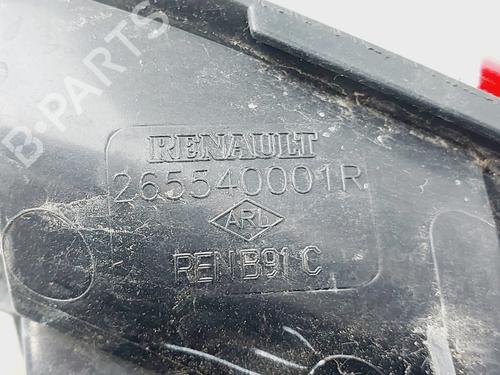 B-PARTS
RENAULT
265540001R
ARL
REN B91 C